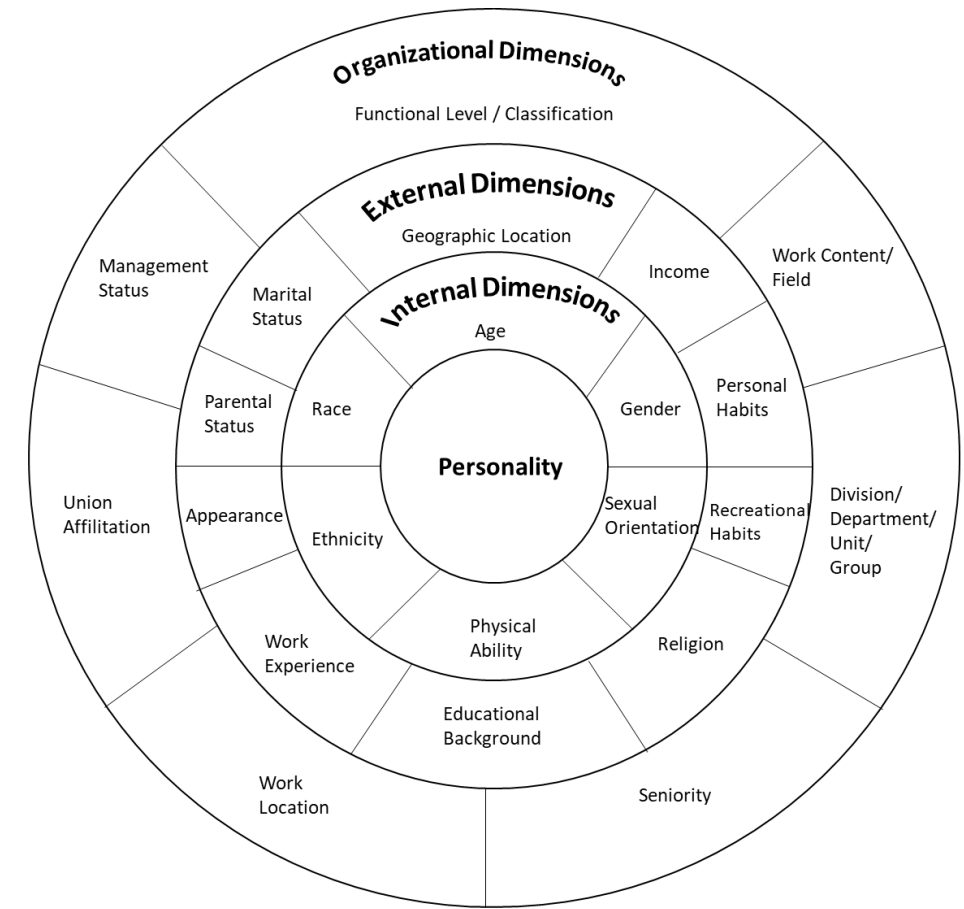 Organizational Dimensions
Functional Level / Classification
External Dimensions
Geographic Location
Internal Dimensions
Age
Personality
Management
Status
Marital
Status
Income
Work Content/
Field
Parental
Status
Race
Gender
Personal
Habits
Union
Affilitation
Appearance
Ethnicity
Sexual
Orientation
Recreational
Habits
Division/
Department/
Unit/
Group
Work
Experience
Physical
Ability
Religion
Educational
Background
Work
Location
Seniority